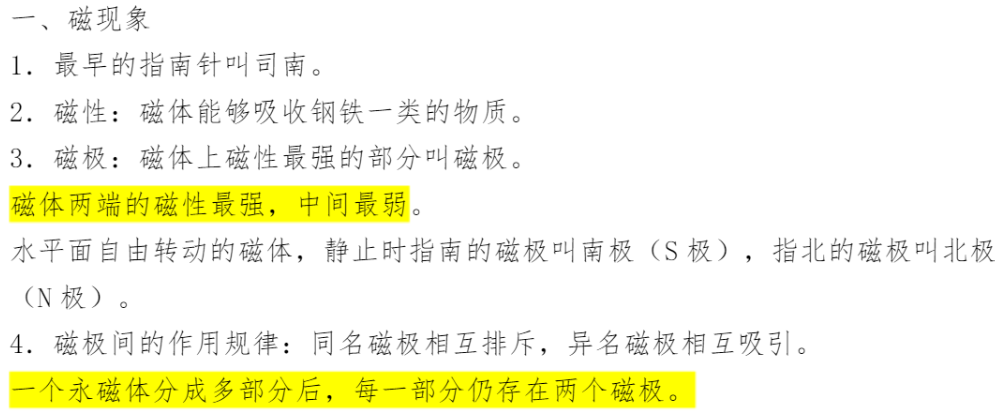 一、磁现象
1．最早的指南针叫司南。
2．磁性：磁体能够吸收钢铁一类的物质。
3．磁极：磁体上磁性最强的部分叫磁极。
磁体两端的磁性最强，中间最弱。
水平面自由转动的磁体，静止时指南的磁极叫南极（S 极），指北的磁极叫北极
（N 极）。
4．磁极间的作用规律：同名磁极相互排斥，异名磁极相互吸引。
一个永磁体分成多部分后，每一部分仍存在两个磁极。